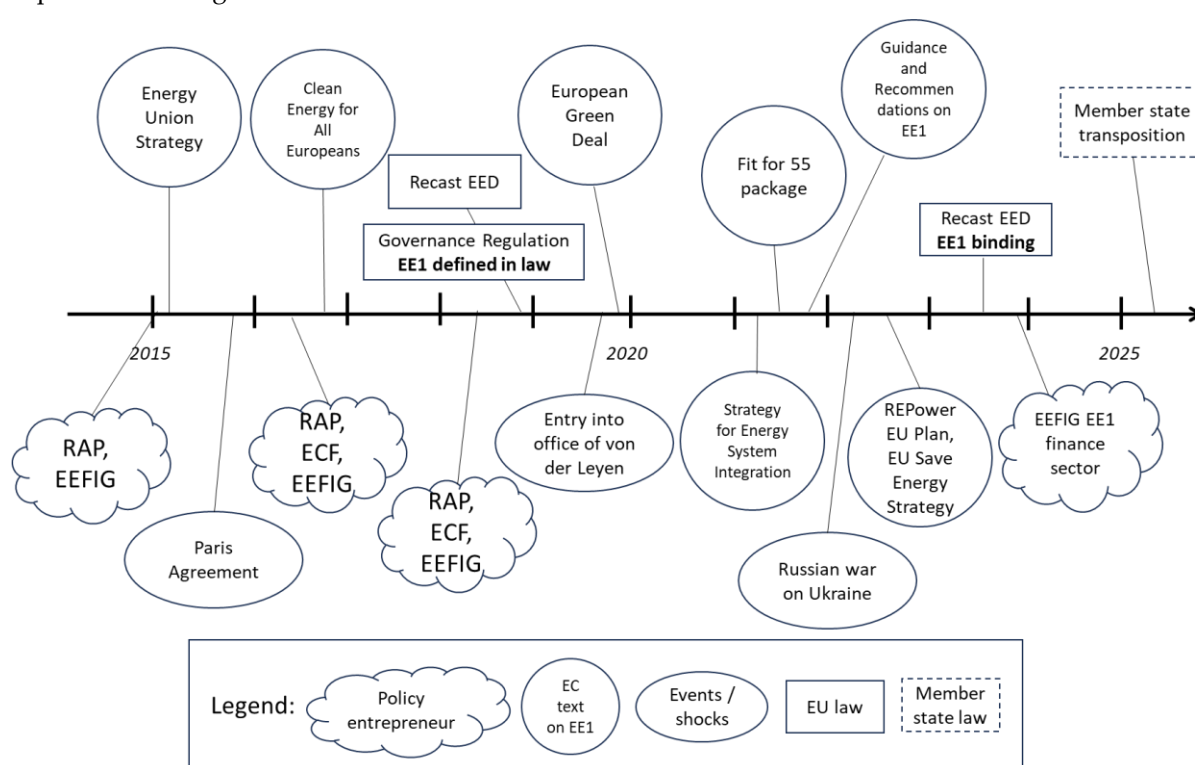 Energy
Union
Strategy
Clean
Energy for
All
Europeans
European
Green
Deal
Guidance
and
Recommen
dations on
EE1
Member state
transposition
Recast EED
Fit for 55
package
Governance Regulation
EE1 defined in law
Recast EED
EE1 binding
2015
2020
2025
RAP,
EEFIG
Paris
Agreement
RAP,
ECF,
EEFIG
RAP,
ECF,
EEFIG
Entry into
office of von
der Leyen
Strategy
for Energy
System
Integration
Russian war
on Ukraine
REPower
EU Plan,
EU Save
Energy
Strategy
EEFIG EE1
finance
sector
Legend:
Policy
entrepreneur
EC
text
on EE1
Events /
shocks
EU law
Member
state law